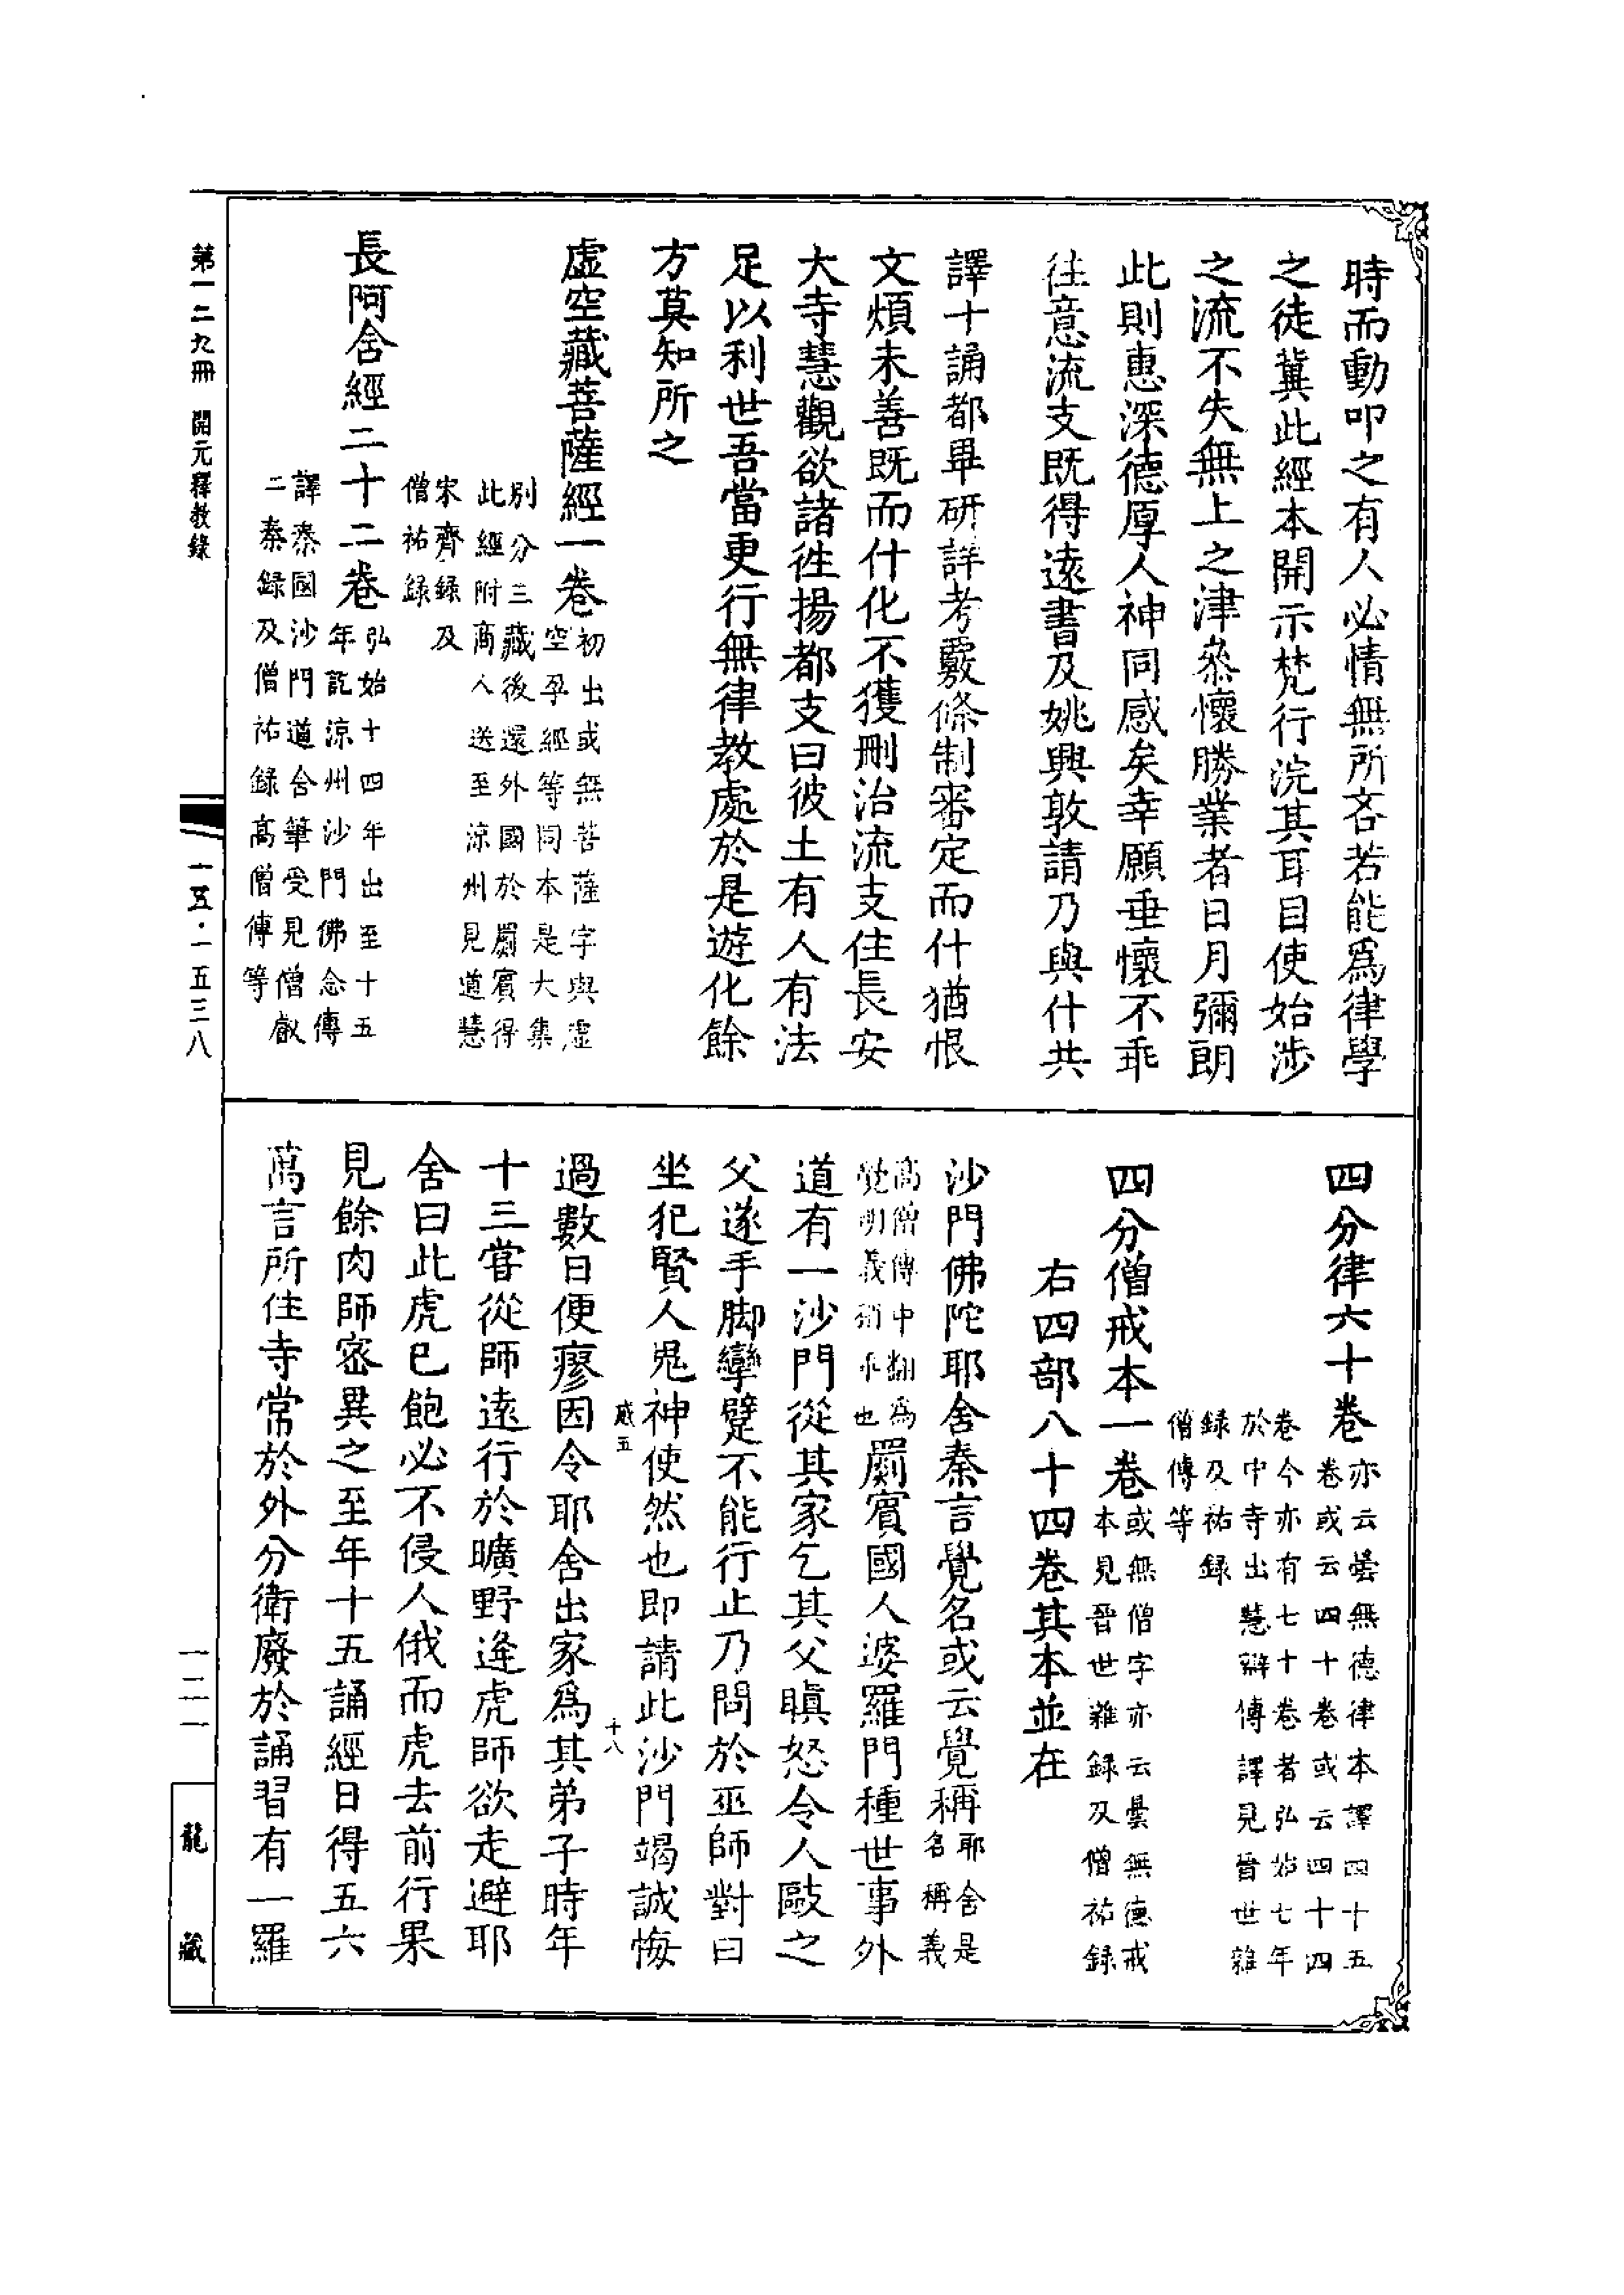 時而動叩之有人必情無所吝若能爲律學
之徒冀此經本開示梵行浣其耳目使始涉
之流不失無上之津叅懷勝業者日月彌朗
此則惠深德厚人神同感矣幸願垂懷不乖
往意流支既得遠書及姚興敦請乃與什共
譯十誦都畢研詳考覈條制審定而什猶恨
文煩未善既而什化不獲刪治流支住長安
大寺慧觀欲請徃揚都支曰彼土有人有法
足以利世吾當更行無律教處於是遊化餘
方莫知所之
虛空藏菩薩經一卷
初出或無菩薩字與虛
空孕經等同本是大集
別分三藏後還外國於罽賓得
此經附商人送至涼州見道慧
宋齊錄及
僧祐錄
長阿含經二十二卷
弘始十四年出至十五
年訖涼州沙門佛念傳
譯秦國沙門道含筆受見僧叡
二秦録及僧祐録高僧傳等
四分律六十卷
亦云曇無德律本譯四十五
卷或云四十卷或云四十四
卷今亦有七十卷者弘始七年
於中寺出慧辯傳譯見晉世雜
録及祐録
僧傳等
四分僧戒本一卷
或無僧字亦云曇無德戒
本見晉世雜録及僧祐録
右四部八十四卷其本並在
沙門佛陀耶舍秦言覺名或云覺稱
耶舍是
名稱義
高僧傳中翻爲
覺明義稍乖也
罽賓國人婆羅門種世事外
道有一沙門從其家乞其父瞋怒令人敺之
父遂手脚攣躄不能行止乃問於巫師對曰
坐犯賢人鬼神使然也即請此沙門竭誠悔
咸五
十八
過數日便瘳因令耶舍出家爲其弟子時年
十三甞從師遠行於曠野逢虎師欲走避耶
舍曰此虎已飽必不侵人俄而虎去前行果
見餘肉師密異之至年十五誦經日得五六
萬言所住寺常於外分衛廢於誦習有一羅
第一二九冊 開元釋教錄
一五·一五三八
一二一
龍藏